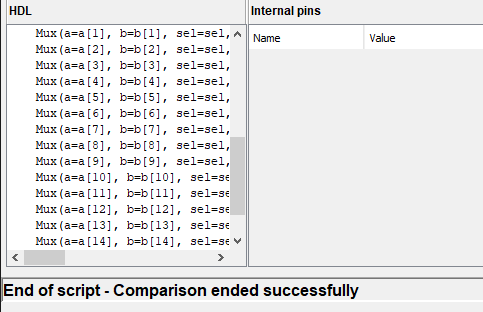 HDL
Internal pins
Name Value
Mux(a=a[1], b=b[1], sel=sel,
Mux(a=a[2], b=b[2], sel=sel,
Mux(a=a[3], b=b[3], sel=sel,
Mux(a=a[4], b=b[4], sel=sel,
Mux(a=a[5], b=b[5], sel=sel,
Mux(a=a[6], b=b[6], sel=sel,
Mux(a=a[7], b=b[7], sel=sel,
Mux(a=a[8], b=b[8], sel=sel,
Mux(a=a[9], b=b[9], sel=sel,
Mux(a=a[10], b=b[10], sel=se
Mux(a=a[11], b=b[11], sel=se
Mux(a=a[12], b=b[12], sel=se
Mux(a=a[13], b=b[13], sel=se
Mux(a=a[14], b=b[14], sel=se
End of script - Comparison ended successfully